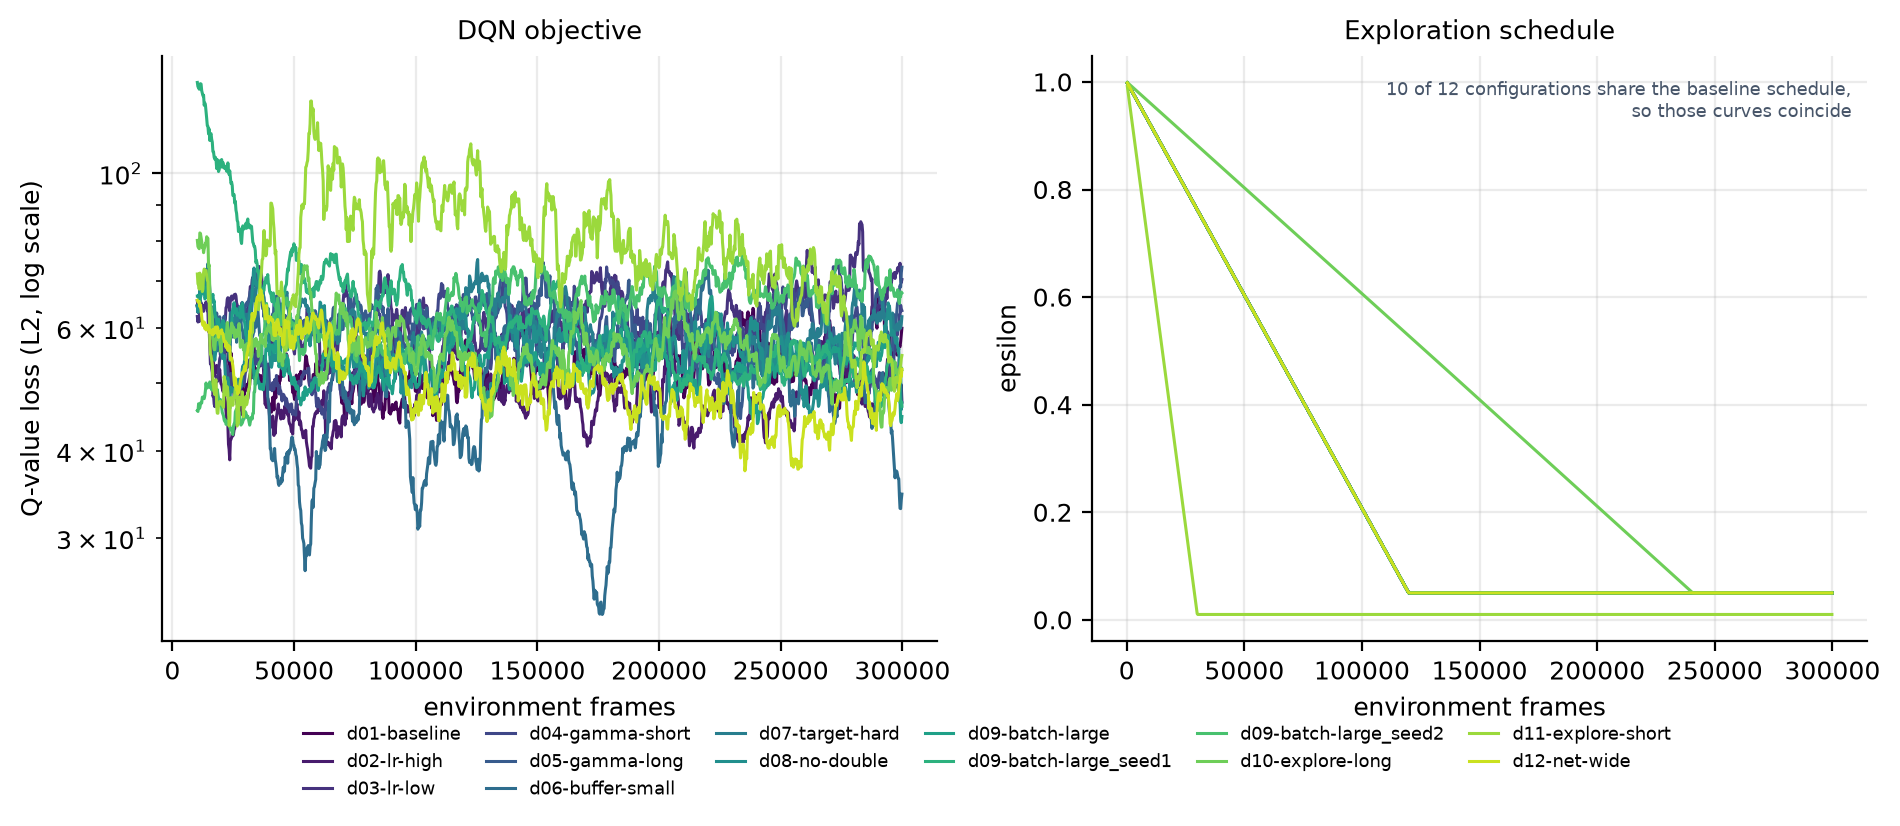 DQN objective
Q-value loss (L2, log scale)
10²
6 × 10¹
4 × 10¹
3 × 10¹
0 50000 100000 150000 200000 250000 300000
environment frames
Exploration schedule
10 of 12 configurations share the baseline schedule,
so those curves coincide
epsilon
1.0
0.8
0.6
0.4
0.2
0.0
0 50000 100000 150000 200000 250000 300000
environment frames
d01-baseline
d02-lr-high
d03-lr-low
d04-gamma-short
d05-gamma-long
d06-buffer-small
d07-target-hard
d08-no-double
d09-batch-large
d09-batch-large_seed1
d09-batch-large_seed2
d10-explore-long
d11-explore-short
d12-net-wide